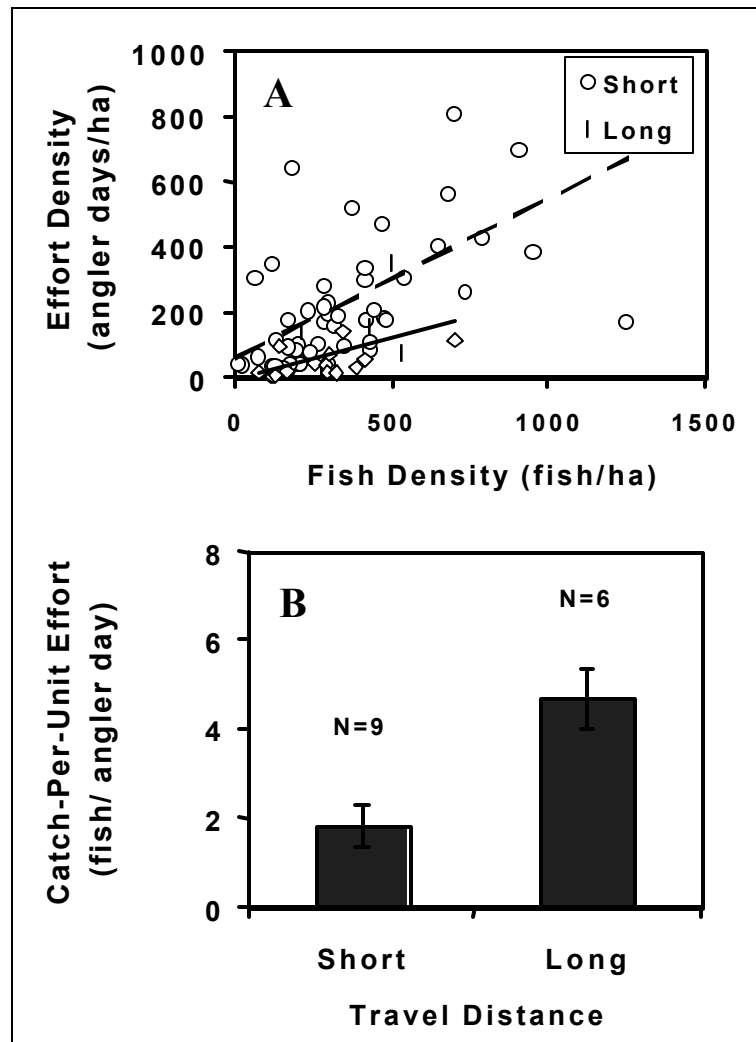 A
Short
Long
1000
800
600
400
200
0
Effort Density
(angler days/ha)
0 500 1000 1500
Fish Density (fish/ha)
B
N=6
N=9
8
6
4
2
0
Catch-Per-Unit Effort
(fish/ angler day)
Short Long
Travel Distance